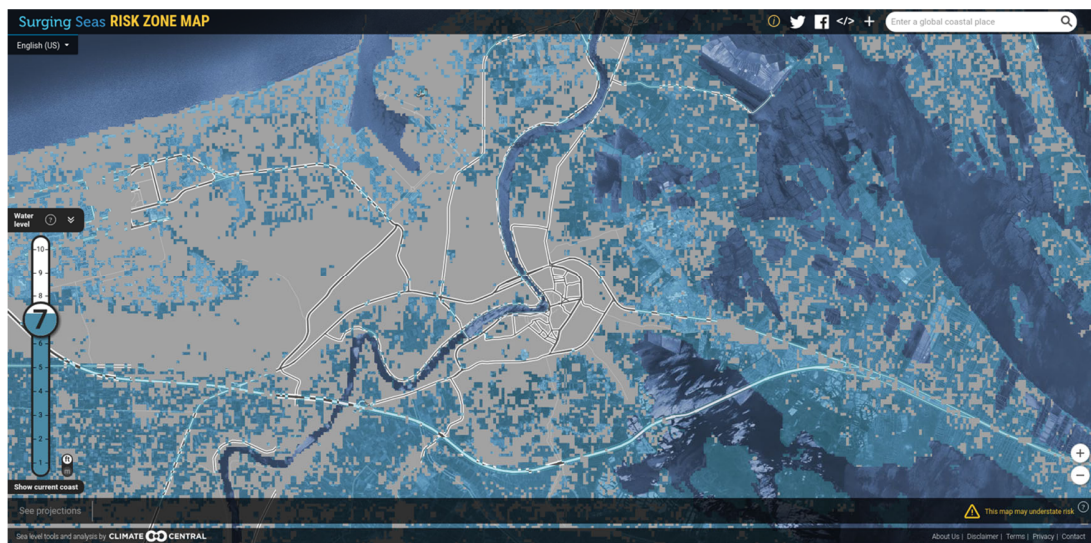 Surging Seas RISK ZONE MAP
</>
Enter a global coastal place
English (US)
Water level
?
10
9
8
7
6
5
4
3
2
1
ft
m
Show current coast
See projections
This map may understate risk
?
Sea level tools and analysis by CLIMATE CENTRAL
About Us | Disclaimer | Terms | Privacy | Contact